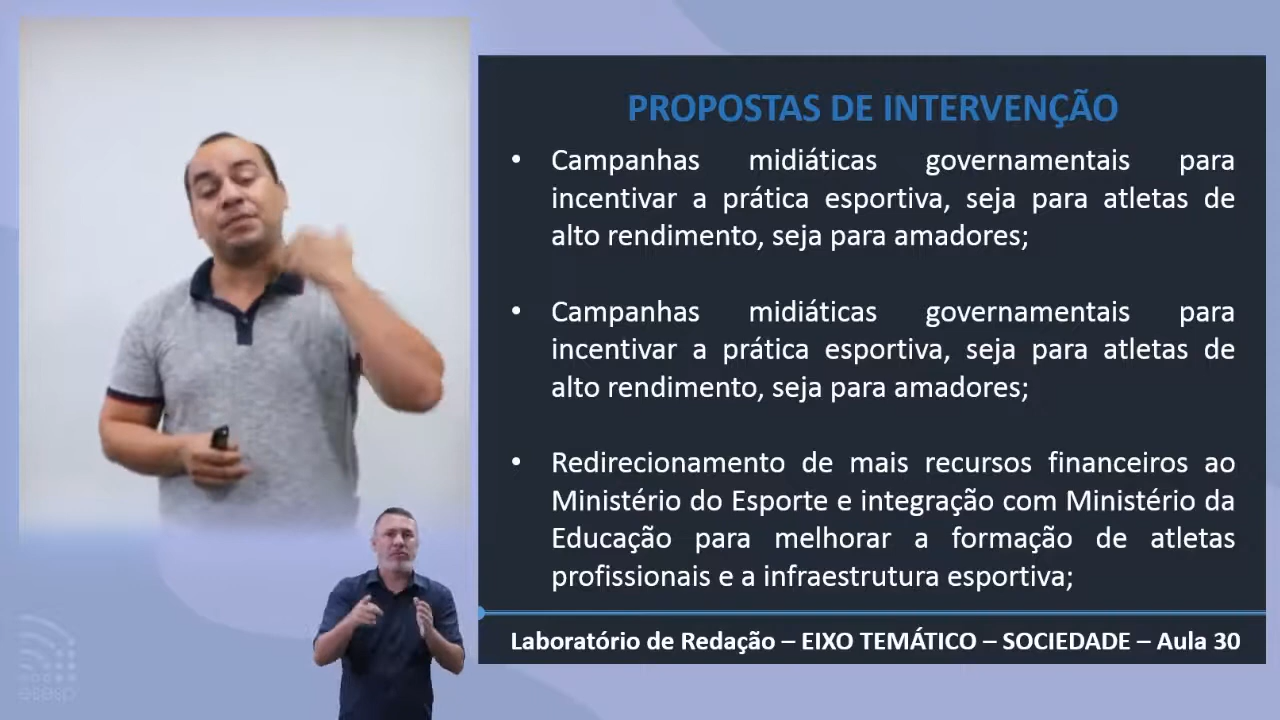 PROPOSTAS DE INTERVENÇÃO
• Campanhas midiáticas governamentais para
incentivar a prática esportiva, seja para atletas de
alto rendimento, seja para amadores;
• Campanhas midiáticas governamentais para
incentivar a prática esportiva, seja para atletas de
alto rendimento, seja para amadores;
• Redirecionamento de mais recursos financeiros ao
Ministério do Esporte e integração com Ministério da
Educação para melhorar a formação de atletas
profissionais e a infraestrutura esportiva;
Laboratório de Redação – EIXO TEMÁTICO – SOCIEDADE – Aula 30
esesp